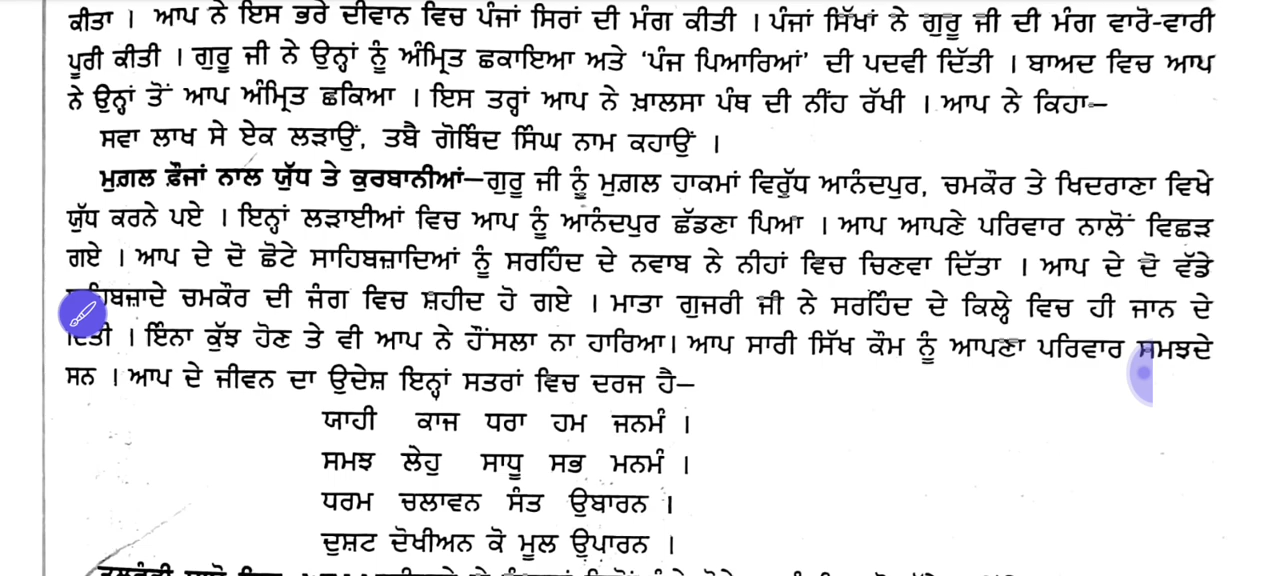 ਕੀਤਾ । ਆਪ ਨੇ ਇਸ ਭਰੇ ਦੀਵਾਨ ਵਿਚ ਪੰਜਾਂ ਸਿਰਾਂ ਦੀ ਮੰਗ ਕੀਤੀ । ਪੰਜਾਂ ਸਿੱਖਾਂ ਨੇ ਗੁਰੂ ਜੀ ਦੀ ਮੰਗ ਵਾਰੋ-ਵਾਰੀ
ਪੂਰੀ ਕੀਤੀ । ਗੁਰੂ ਜੀ ਨੇ ਉਨ੍ਹਾਂ ਨੂੰ ਅੰਮ੍ਰਿਤ ਛਕਾਇਆ ਅਤੇ 'ਪੰਜ ਪਿਆਰਿਆਂ' ਦੀ ਪਦਵੀ ਦਿੱਤੀ । ਬਾਅਦ ਵਿਚ ਆਪ
ਨੇ ਉਨ੍ਹਾਂ ਤੋਂ ਆਪ ਅੰਮ੍ਰਿਤ ਛਕਿਆ । ਇਸ ਤਰ੍ਹਾਂ ਆਪ ਨੇ ਖ਼ਾਲਸਾ ਪੰਥ ਦੀ ਨੀਂਹ ਰੱਖੀ । ਆਪ ਨੇ ਕਿਹਾ–
ਸਵਾ ਲਾਖ ਸੇ ਏਕ ਲੜਾਉਂ, ਤਬੈ ਗੋਬਿੰਦ ਸਿੰਘ ਨਾਮ ਕਹਾਉਂ ।
ਮੁਗ਼ਲ ਫ਼ੌਜਾਂ ਨਾਲ ਯੁੱਧ ਤੇ ਕੁਰਬਾਨੀਆਂ–ਗੁਰੂ ਜੀ ਨੂੰ ਮੁਗ਼ਲ ਹਾਕਮਾਂ ਵਿਰੁੱਧ ਆਨੰਦਪੁਰ, ਚਮਕੌਰ ਤੇ ਖਿਦਰਾਣਾ ਵਿਖੇ
ਯੁੱਧ ਕਰਨੇ ਪਏ । ਇਨ੍ਹਾਂ ਲੜਾਈਆਂ ਵਿਚ ਆਪ ਨੂੰ ਆਨੰਦਪੁਰ ਛੱਡਣਾ ਪਿਆ । ਆਪ ਆਪਣੇ ਪਰਿਵਾਰ ਨਾਲੋਂ ਵਿਛੜ
ਗਏ । ਆਪ ਦੇ ਦੋ ਛੋਟੇ ਸਾਹਿਬਜ਼ਾਦਿਆਂ ਨੂੰ ਸਰਹਿੰਦ ਦੇ ਨਵਾਬ ਨੇ ਨੀਹਾਂ ਵਿਚ ਚਿਣਵਾ ਦਿੱਤਾ । ਆਪ ਦੇ ਦੋ ਵੱਡੇ
ਚਮਕੌਰ ਦੀ ਜੰਗ ਵਿਚ ਸ਼ਹੀਦ ਹੋ ਗਏ । ਮਾਤਾ ਗੁਜਰੀ ਜੀ ਨੇ ਸਰਹਿੰਦ ਦੇ ਕਿਲ੍ਹੇ ਵਿਚ ਹੀ ਜਾਨ ਦੇ
। ਇੰਨਾ ਕੁੱਝ ਹੋਣ ਤੇ ਵੀ ਆਪ ਨੇ ਹੌਂਸਲਾ ਨਾ ਹਾਰਿਆ। ਆਪ ਸਾਰੀ ਸਿੱਖ ਕੌਮ ਨੂੰ ਆਪਣਾ ਪਰਿਵਾਰ ਸਮਝਦੇ
ਸਨ । ਆਪ ਦੇ ਜੀਵਨ ਦਾ ਉਦੇਸ਼ ਇਨ੍ਹਾਂ ਸਤਰਾਂ ਵਿਚ ਦਰਜ ਹੈ–
ਯਾਹੀ ਕਾਜ ਧਰਾ ਹਮ ਜਨਮੰ ।
ਸਮਝ ਲੇਹੁ ਸਾਧੂ ਸਭ ਮਨਮੰ ।
ਧਰਮ ਚਲਾਵਨ ਸੰਤ ਉਬਾਰਨ ।
ਦੁਸ਼ਟ ਦੋਖੀਅਨ ਕੋ ਮੂਲ ਉਪਾਰਨ ।